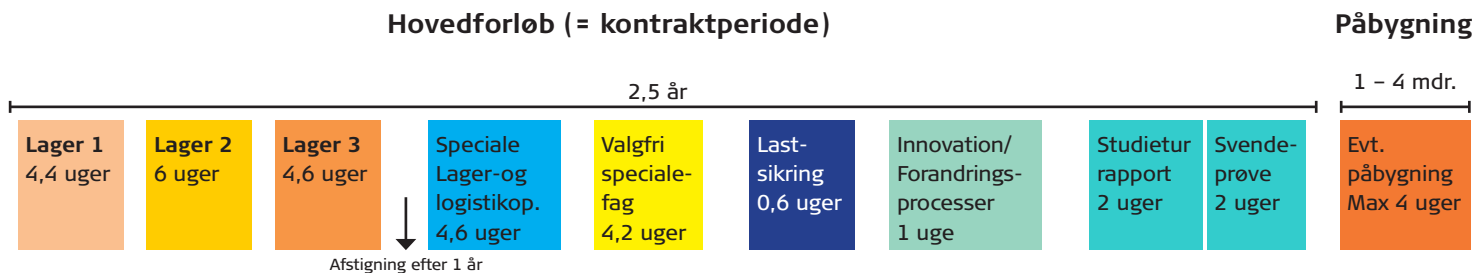 Hovedforløb (= kontraktperiode)
Påbygning
2,5 år
1 – 4 mdr.
Lager 1
4,4 uger
Lager 2
6 uger
Lager 3
4,6 uger
Afstigning efter 1 år
Speciale
Lager-og
logistikop.
4,6 uger
Valgfri
speciale-
fag
4,2 uger
Last-
sikring
0,6 uger
Innovation/
Forandrings-
processer
1 uge
Studietur
rapport
2 uger
Svende-
prøve
2 uger
Evt.
påbygning
Max 4 uger